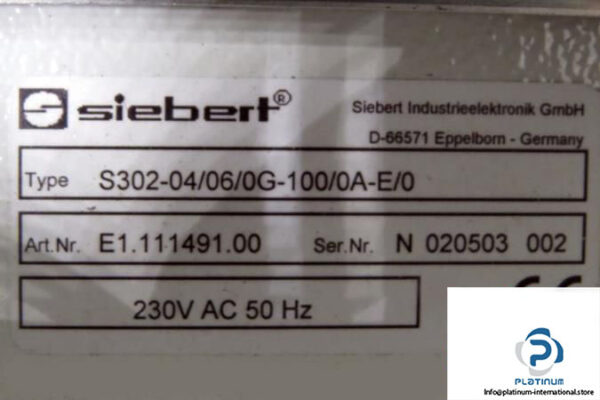 siebert®
Siebert Industrieelektronik GmbH
D-66571 Eppelborn - Germany
Type S302-04/06/0G-100/0A-E/0
Art.Nr. E1.111491.00 Ser.Nr. N 020503 002
230V AC 50 Hz
PLATINUM
Info@platinum-international.store